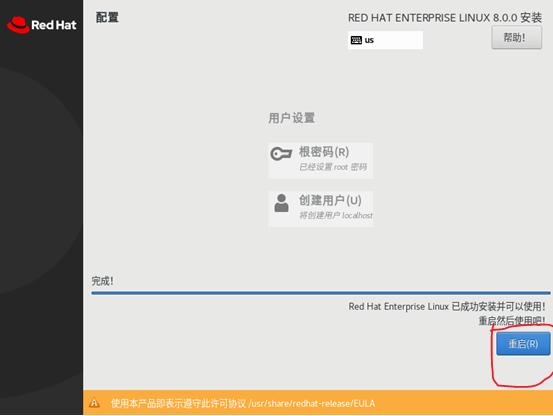 Red Hat
配置
RED HAT ENTERPRISE LINUX 8.0.0 安装
us
帮助!
用户设置
根密码(R)
已经设置 root 密码
创建用户(U)
将创建用户 localhost
完成!
Red Hat Enterprise Linux 已成功安装并可以使用!
重启然后使用吧!
重启(R)
使用本产品即表示遵守此许可协议 /usr/share/redhat-release/EULA